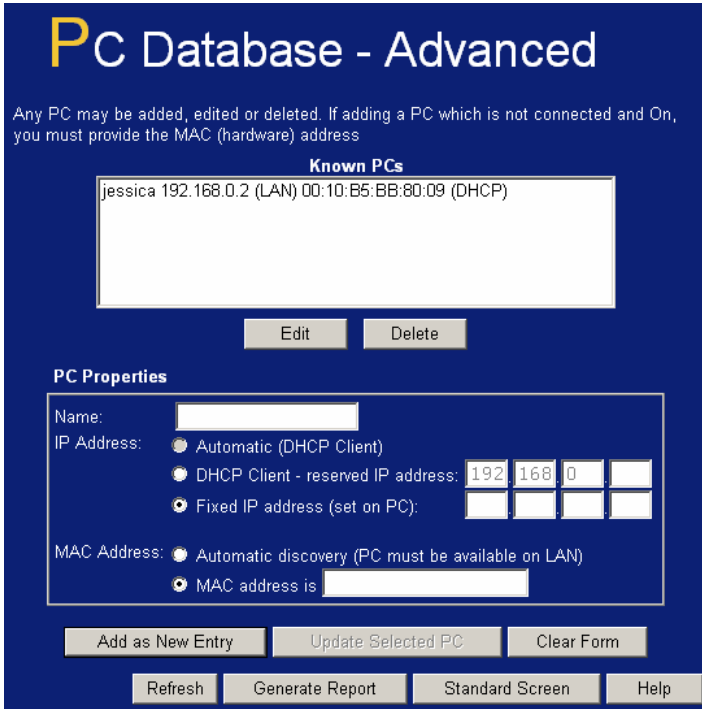 PC Database - Advanced
Any PC may be added, edited or deleted. If adding a PC which is not connected and On,
you must provide the MAC (hardware) address
Known PCs
jessica 192.168.0.2 (LAN) 00:10:B5:BB:80:09 (DHCP)
Edit Delete
PC Properties
Name:
IP Address: Automatic (DHCP Client)
DHCP Client - reserved IP address: 192 . 168 . 0 .
Fixed IP address (set on PC): . . .
MAC Address: Automatic discovery (PC must be available on LAN)
MAC address is
Add as New Entry Update Selected PC Clear Form
Refresh Generate Report Standard Screen Help